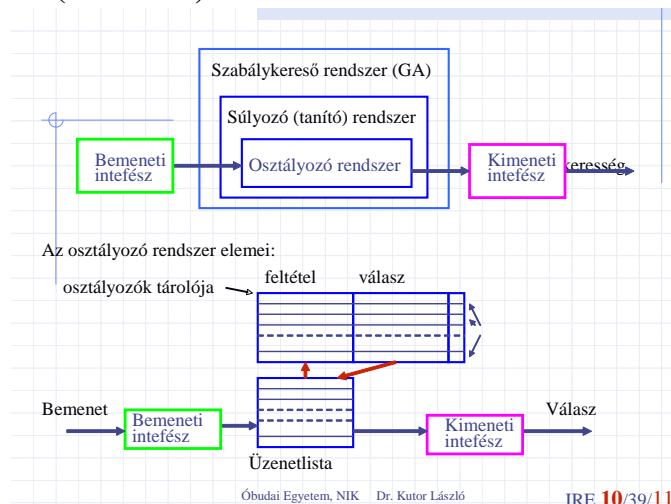 Szabálykereső rendszer (GA)
Súlyozó (tanító) rendszer
Bemeneti
intefész
Osztályozó rendszer
Kimeneti
intefész
keresség
Az osztályozó rendszer elemei:
feltétel válasz
osztályozók tárolója
Bemenet
Bemeneti
intefész
Kimeneti
intefész
Válasz
Üzenetlista
Óbudai Egyetem, NIK Dr. Kutor László
IRE 10/39/11